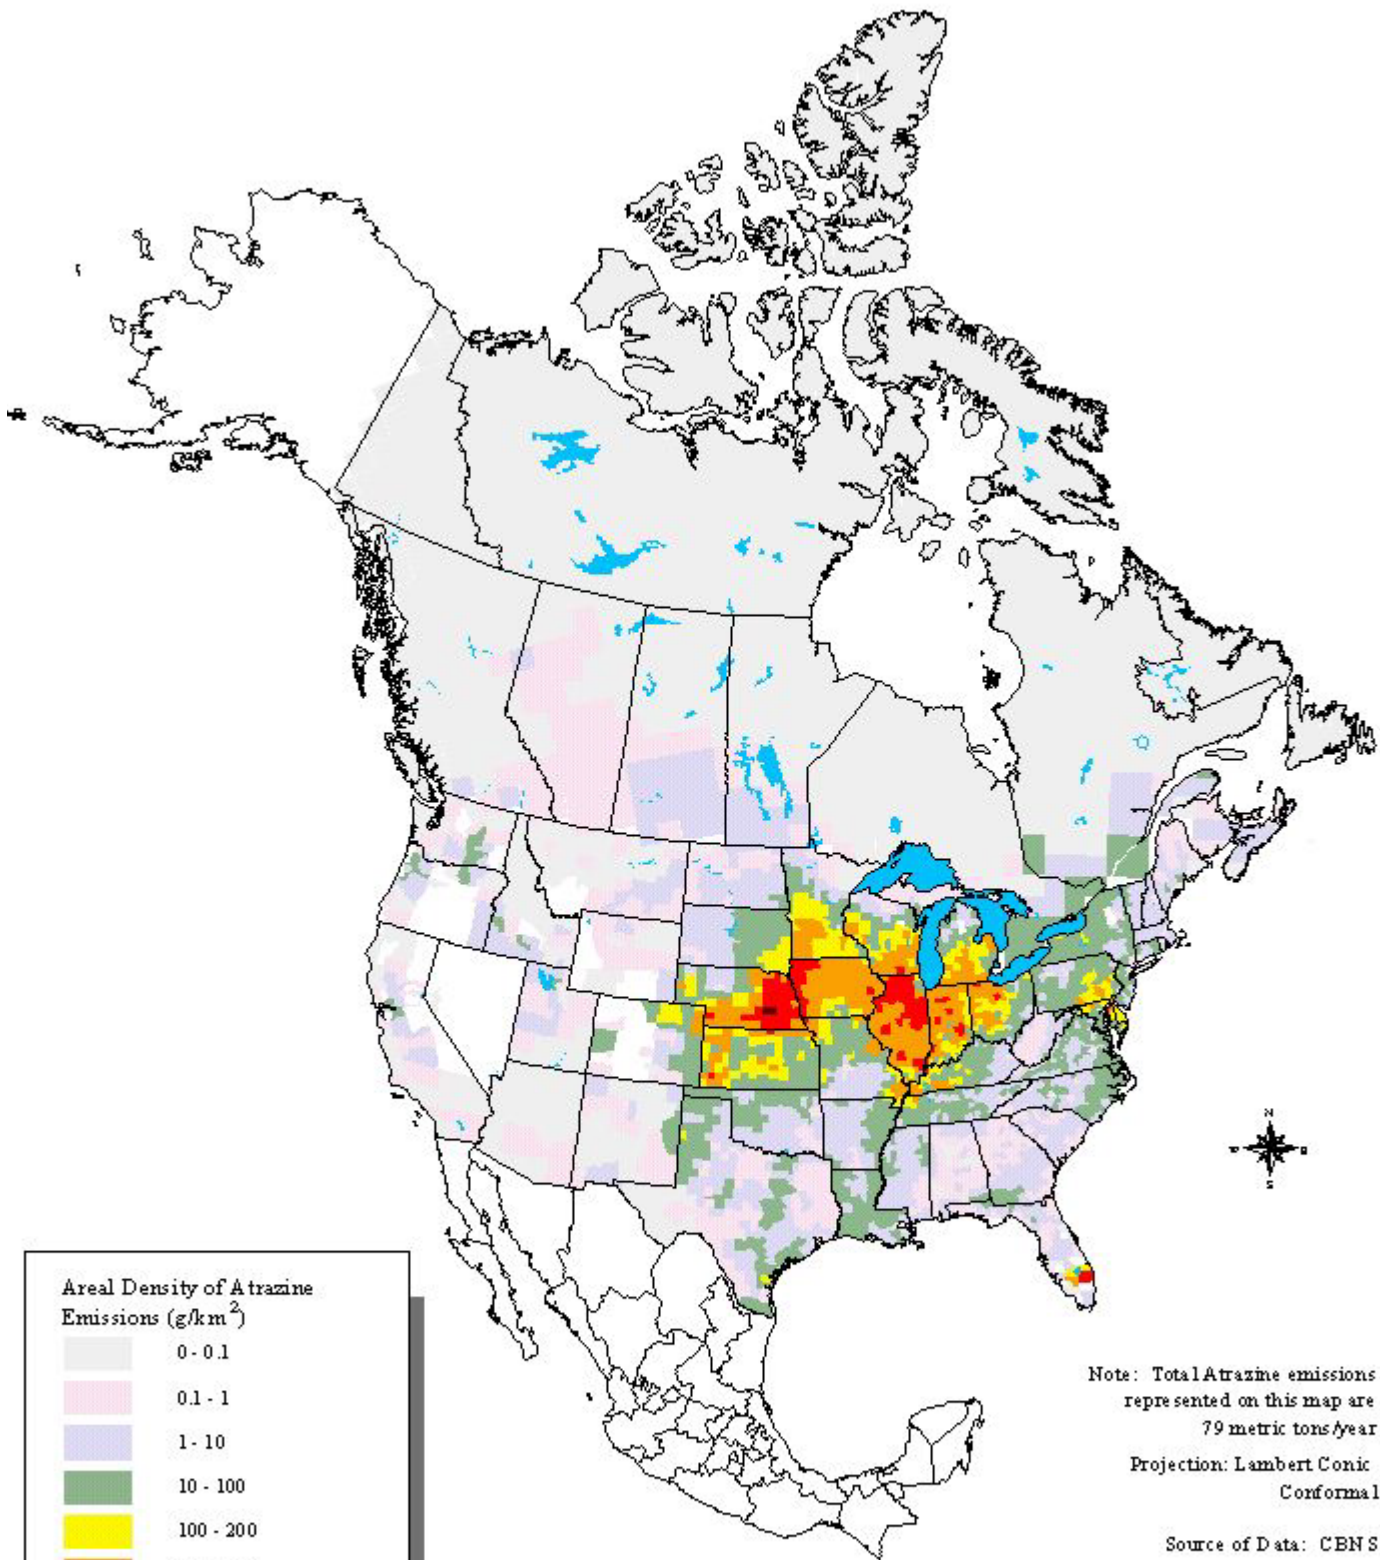 N
S
Areal Density of Atrazine
Emissions (g/km2)
0 - 0.1
0.1 - 1
1 - 10
10 - 100
100 - 200
Note: Total Atrazine emissions
represented on this map are
79 metric tons/year
Projection: Lambert Conic
Conformal
Source of Data: CBNS